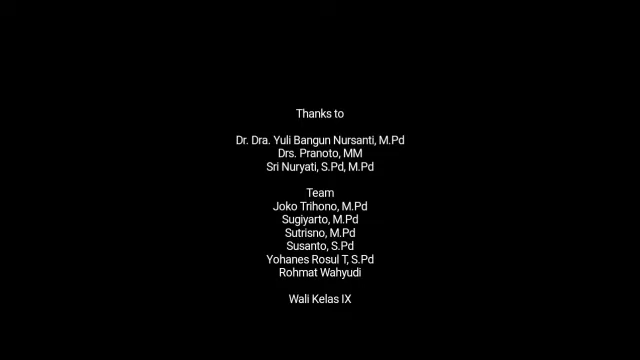 Thanks to
Dr. Dra. Yuli Bangun Nursanti, M.Pd
Drs. Pranoto, MM
Sri Nuryati, S.Pd, M.Pd
Team
Joko Trihono, M.Pd
Sugiyarto, M.Pd
Sutrisno, M.Pd
Susanto, S.Pd
Yohanes Rosul T, S.Pd
Rohmat Wahyudi
Wali Kelas IX